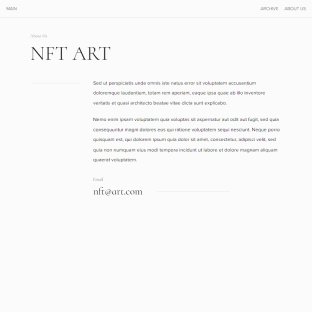 MAIN
ARCHIVE ABOUT US
About Us
NFT ART
Sed ut perspiciatis unde omnis iste natus error sit voluptatem accusantium
doloremque laudantium, totam rem aperiam, eaque ipsa quae ab illo inventore
veritatis et quasi architecto beatae vitae dicta sunt explicabo.
Nemo enim ipsam voluptatem quia voluptas sit aspernatur aut odit aut fugit, sed quia
consequuntur magni dolores eos qui ratione voluptatem sequi nesciunt. Neque porro
quisquam est, qui dolorem ipsum quia dolor sit amet, consectetur, adipisci velit, sed
quia non numquam eius modi tempora incidunt ut labore et dolore magnam aliquam
quaerat voluptatem.
Email
nft@art.com